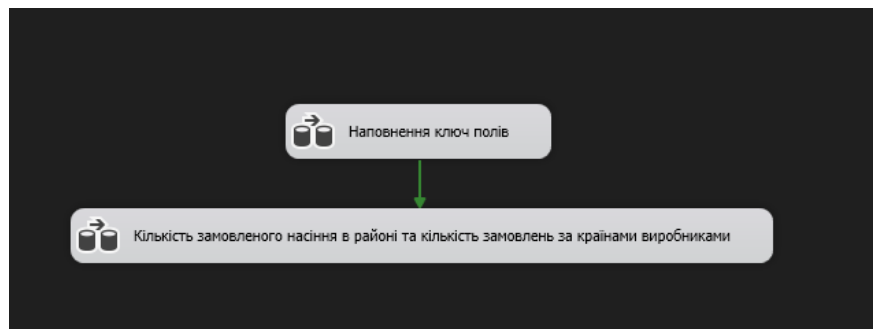 Наповнення ключ полів
Кількість замовленого насіння в районі та кількість замовлень за країнами виробниками